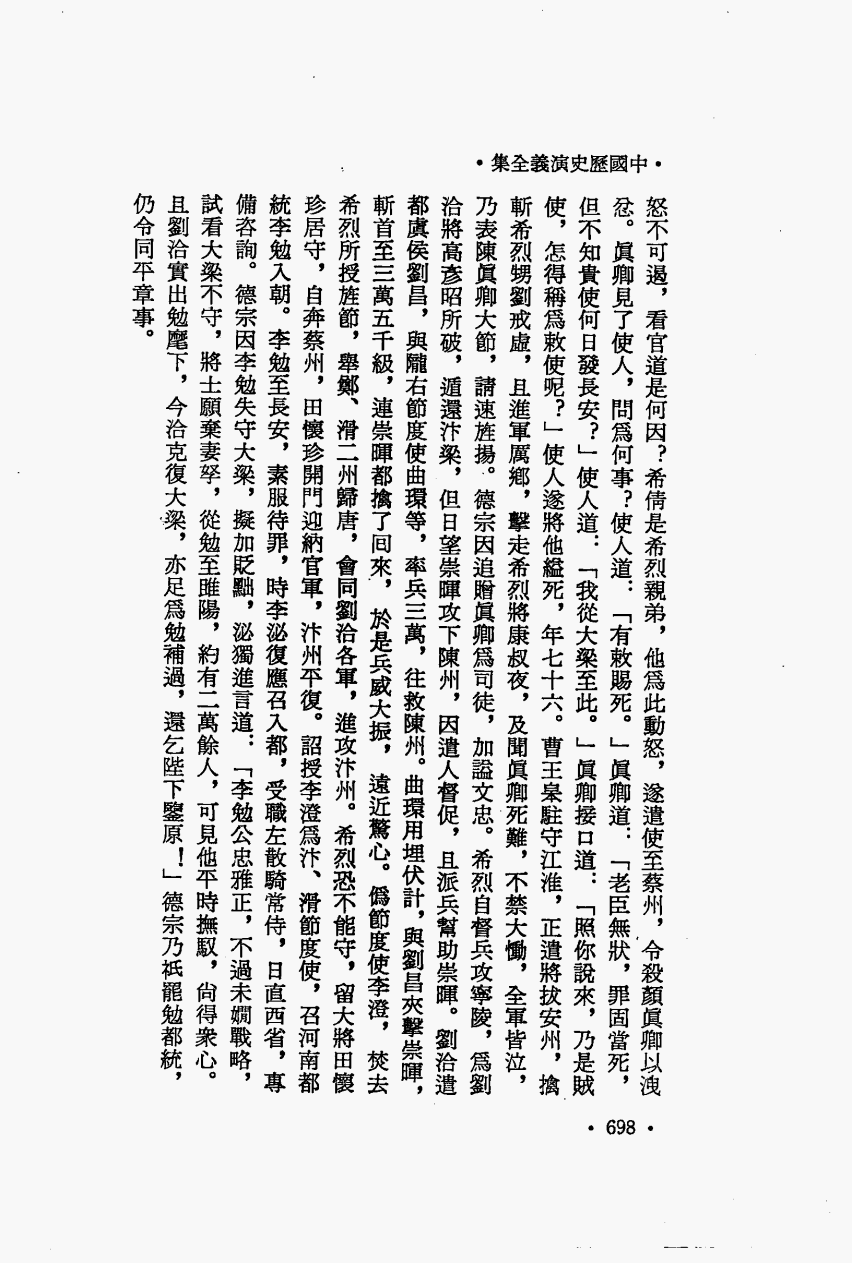 ·中國歷史演義全集·
怒不可遏，看官道是何因？希倩是希烈親弟，他爲此動怒，遂遣使至蔡州，令殺顏眞卿以洩
忿。眞卿見了使人，問爲何事？使人道：「有敕賜死。」眞卿道：「老臣無狀，罪固當死，
但不知貴使何日發長安？」使人道：「我從大梁至此。」眞卿接口道：「照你說來，乃是賊
使，怎得稱爲敕使呢？」使人遂將他縊死，年七十六。曹王皋駐守江淮，正遣將拔安州，擒
斬希烈甥劉戒虛，且進軍厲鄉，擊走希烈將康叔夜，及聞眞卿死難，不禁大慟，全軍皆泣，
乃表陳眞卿大節，請速旌揚。德宗因追贈眞卿爲司徒，加謚文忠。希烈自督兵攻寧陵，爲劉
洽將高彥昭所破，遁還汴梁，但日望崇暉攻下陳州，因遣人督促，且派兵幫助崇暉。劉洽遣
都虞侯劉昌，與隴右節度使曲環等，率兵三萬，往救陳州。曲環用埋伏計，與劉昌夾擊崇暉，
斬首至三萬五千級，連崇暉都擒了回來，於是兵威大振，遠近驚心。僞節度使李澄，焚去
希烈所授旌節，舉鄭、滑二州歸唐，會同劉洽各軍，進攻汴州。希烈恐不能守，留大將田懷
珍居守，自奔蔡州，田懷珍開門迎納官軍，汴州平復。詔授李澄爲汴、滑節度使，召河南都
統李勉入朝。李勉至長安，素服待罪，時李泌復應召入都，受職左散騎常侍，日直西省，專
備咨詢。德宗因李勉失守大梁，擬加貶黜，泌獨進言道：「李勉公忠雅正，不過未嫻戰略，
試看大梁不守，將士願棄妻孥，從勉至雎陽，約有二萬餘人，可見他平時撫馭，尙得衆心。
且劉洽實出勉麾下，今洽克復大梁，亦足爲勉補過，還乞陛下鑒原！」德宗乃祇罷勉都統，
仍令同平章事。
·698·